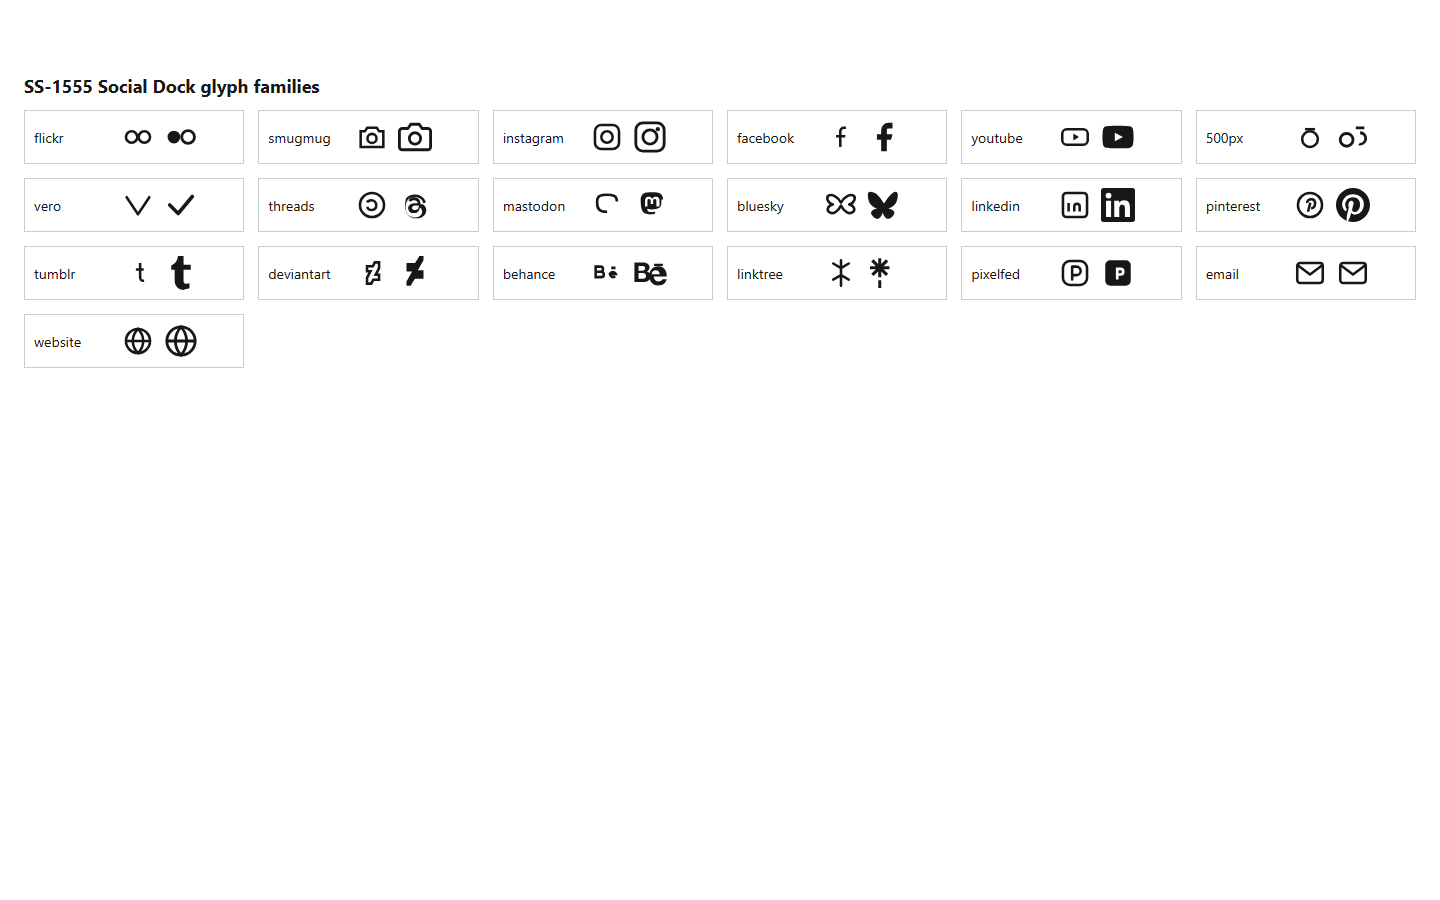 SS-1555 Social Dock glyph families
flickr
smugmug
instagram
facebook
youtube
500px
vero
threads
mastodon
bluesky
linkedin
pinterest
tumblr
deviantart
behance
linktree
pixelfed
email
website